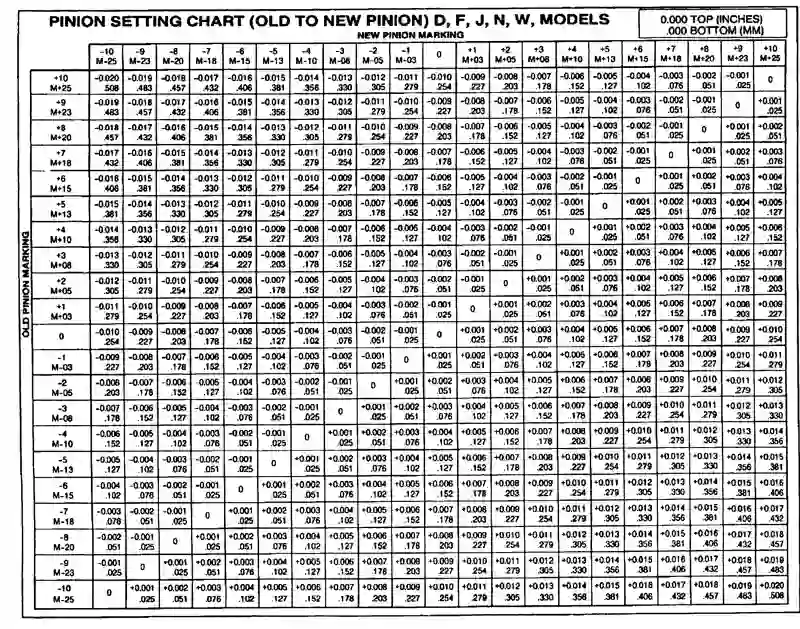 PINION SETTING CHART (OLD TO NEW PINION) D, F, J, N, W, MODELS
0.000 TOP (INCHES)
.000 BOTTOM (MM)
NEW PINION MARKING
OLD PINION MARKING
-10 -9 -8 -7 -6 -5 -4 -3 -2 -1 0 +1 +2 +3 +4 +5 +6 +7 +8 +9 +10
M-25 M-23 M-20 M-18 M-15 M-13 M-10 M-08 M-05 M-03 M+03 M+05 M+08 M+10 M+13 M+15 M+18 M+20 M+23 M+25
+10 -0.020 -0.019 -0.018 -0.017 -0.016 -0.015 -0.014 -0.013 -0.012 -0.011 -0.010 -0.009 -0.008 -0.007 -0.006 -0.005 -0.004 -0.003 -0.002 -0.001 0
M+25 .508 .483 .457 .432 .406 .381 .356 .330 .305 .279 .254 .227 .203 .178 .152 .127 .102 .076 .051 .025
+9 -0.019 -0.018 -0.017 -0.016 -0.015 -0.014 -0.013 -0.012 -0.011 -0.010 -0.009 -0.008 -0.007 -0.006 -0.005 -0.004 -0.003 -0.002 -0.001 0 +0.001
M+23 .483 .457 .432 .406 .381 .356 .330 .305 .279 .254 .227 .203 .178 .152 .127 .102 .076 .051 .025 .025
+8 -0.018 -0.017 -0.016 -0.015 -0.014 -0.013 -0.012 -0.011 -0.010 -0.009 -0.008 -0.007 -0.006 -0.005 -0.004 -0.003 -0.002 -0.001 0 +0.001 +0.002
M+20 .457 .432 .406 .381 .356 .330 .305 .279 .254 .227 .203 .178 .152 .127 .102 .076 .051 .025 .025 .051
+7 -0.017 -0.016 -0.015 -0.014 -0.013 -0.012 -0.011 -0.010 -0.009 -0.008 -0.007 -0.006 -0.005 -0.004 -0.003 -0.002 -0.001 0 +0.001 +0.002 +0.003
M+18 .432 .406 .381 .356 .330 .305 .279 .254 .227 .203 .178 .152 .127 .102 .076 .051 .025 .025 .051 .076
+6 -0.016 -0.015 -0.014 -0.013 -0.012 -0.011 -0.010 -0.009 -0.008 -0.007 -0.006 -0.005 -0.004 -0.003 -0.002 -0.001 0 +0.001 +0.002 +0.003 +0.004
M+15 .406 .381 .356 .330 .305 .279 .254 .227 .203 .178 .152 .127 .102 .076 .051 .025 .025 .051 .076 .102
+5 -0.015 -0.014 -0.013 -0.012 -0.011 -0.010 -0.009 -0.008 -0.007 -0.006 -0.005 -0.004 -0.003 -0.002 -0.001 0 +0.001 +0.002 +0.003 +0.004 +0.005
M+13 .381 .356 .330 .305 .279 .254 .227 .203 .178 .152 .127 .102 .076 .051 .025 .025 .051 .076 .102 .127
+4 -0.014 -0.013 -0.012 -0.011 -0.010 -0.009 -0.008 -0.007 -0.006 -0.005 -0.004 -0.003 -0.002 -0.001 0 +0.001 +0.002 +0.003 +0.004 +0.005 +0.006
M+10 .356 .330 .305 .279 .254 .227 .203 .178 .152 .127 .102 .076 .051 .025 .025 .051 .076 .102 .127 .152
+3 -0.013 -0.012 -0.011 -0.010 -0.009 -0.008 -0.007 -0.006 -0.005 -0.004 -0.003 -0.002 -0.001 0 +0.001 +0.002 +0.003 +0.004 +0.005 +0.006 +0.007
M+08 .330 .305 .279 .254 .227 .203 .178 .152 .127 .102 .076 .051 .025 .025 .051 .076 .102 .127 .152 .178
+2 -0.012 -0.011 -0.010 -0.009 -0.008 -0.007 -0.006 -0.005 -0.004 -0.003 -0.002 -0.001 0 +0.001 +0.002 +0.003 +0.004 +0.005 +0.006 +0.007 +0.008
M+05 .305 .279 .254 .227 .203 .178 .152 .127 .102 .076 .051 .025 .025 .051 .076 .102 .127 .152 .178 .203
+1 -0.011 -0.010 -0.009 -0.008 -0.007 -0.006 -0.005 -0.004 -0.003 -0.002 -0.001 0 +0.001 +0.002 +0.003 +0.004 +0.005 +0.006 +0.007 +0.008 +0.009
M+03 .279 .254 .227 .203 .178 .152 .127 .102 .076 .051 .025 .025 .051 .076 .102 .127 .152 .178 .203 .227
0 -0.010 -0.009 -0.008 -0.007 -0.006 -0.005 -0.004 -0.003 -0.002 -0.001 0 +0.001 +0.002 +0.003 +0.004 +0.005 +0.006 +0.007 +0.008 +0.009 +0.010
.254 .227 .203 .178 .152 .127 .102 .076 .051 .025 .025 .051 .076 .102 .127 .152 .178 .203 .227 .254
-1 -0.009 -0.008 -0.007 -0.006 -0.005 -0.004 -0.003 -0.002 -0.001 0 +0.001 +0.002 +0.003 +0.004 +0.005 +0.006 +0.007 +0.008 +0.009 +0.010 +0.011
M-03 .227 .203 .178 .152 .127 .102 .076 .051 .025 .025 .051 .076 .102 .127 .152 .178 .203 .227 .254 .279
-2 -0.008 -0.007 -0.006 -0.005 -0.004 -0.003 -0.002 -0.001 0 +0.001 +0.002 +0.003 +0.004 +0.005 +0.006 +0.007 +0.008 +0.009 +0.010 +0.011 +0.012
M-05 .203 .178 .152 .127 .102 .076 .051 .025 .025 .051 .076 .102 .127 .152 .178 .203 .227 .254 .279 .305
-3 -0.007 -0.006 -0.005 -0.004 -0.003 -0.002 -0.001 0 +0.001 +0.002 +0.003 +0.004 +0.005 +0.006 +0.007 +0.008 +0.009 +0.010 +0.011 +0.012 +0.013
M-08 .178 .152 .127 .102 .076 .051 .025 .025 .051 .076 .102 .127 .152 .178 .203 .227 .254 .279 .305 .330
-4 -0.006 -0.005 -0.004 -0.003 -0.002 -0.001 0 +0.001 +0.002 +0.003 +0.004 +0.005 +0.006 +0.007 +0.008 +0.009 +0.010 +0.011 +0.012 +0.013 +0.014
M-10 .152 .127 .102 .076 .051 .025 .025 .051 .076 .102 .127 .152 .178 .203 .227 .254 .279 .305 .330 .356
-5 -0.005 -0.004 -0.003 -0.002 -0.001 0 +0.001 +0.002 +0.003 +0.004 +0.005 +0.006 +0.007 +0.008 +0.009 +0.010 +0.011 +0.012 +0.013 +0.014 +0.015
M-13 .127 .102 .076 .051 .025 .025 .051 .076 .102 .127 .152 .178 .203 .227 .254 .279 .305 .330 .356 .381
-6 -0.004 -0.003 -0.002 -0.001 0 +0.001 +0.002 +0.003 +0.004 +0.005 +0.006 +0.007 +0.008 +0.009 +0.010 +0.011 +0.012 +0.013 +0.014 +0.015 +0.016
M-15 .102 .076 .051 .025 .025 .051 .076 .102 .127 .152 .178 .203 .227 .254 .279 .305 .330 .356 .381 .406
-7 -0.003 -0.002 -0.001 0 +0.001 +0.002 +0.003 +0.004 +0.005 +0.006 +0.007 +0.008 +0.009 +0.010 +0.011 +0.012 +0.013 +0.014 +0.015 +0.016 +0.017
M-18 .076 .051 .025 .025 .051 .076 .102 .127 .152 .178 .203 .227 .254 .279 .305 .330 .356 .381 .406 .432
-8 -0.002 -0.001 0 +0.001 +0.002 +0.003 +0.004 +0.005 +0.006 +0.007 +0.008 +0.009 +0.010 +0.011 +0.012 +0.013 +0.014 +0.015 +0.016 +0.017 +0.018
M-20 .051 .025 .025 .051 .076 .102 .127 .152 .178 .203 .227 .254 .279 .305 .330 .356 .381 .406 .432 .457
-9 -0.001 0 +0.001 +0.002 +0.003 +0.004 +0.005 +0.006 +0.007 +0.008 +0.009 +0.010 +0.011 +0.012 +0.013 +0.014 +0.015 +0.016 +0.017 +0.018 +0.019
M-23 .025 .025 .051 .076 .102 .127 .152 .178 .203 .227 .254 .279 .305 .330 .356 .381 .406 .432 .457 .483
-10 0 +0.001 +0.002 +0.003 +0.004 +0.005 +0.006 +0.007 +0.008 +0.009 +0.010 +0.011 +0.012 +0.013 +0.014 +0.015 +0.016 +0.017 +0.018 +0.019 +0.020
M-25 .025 .051 .076 .102 .127 .152 .178 .203 .227 .254 .279 .305 .330 .356 .381 .406 .432 .457 .483 .508